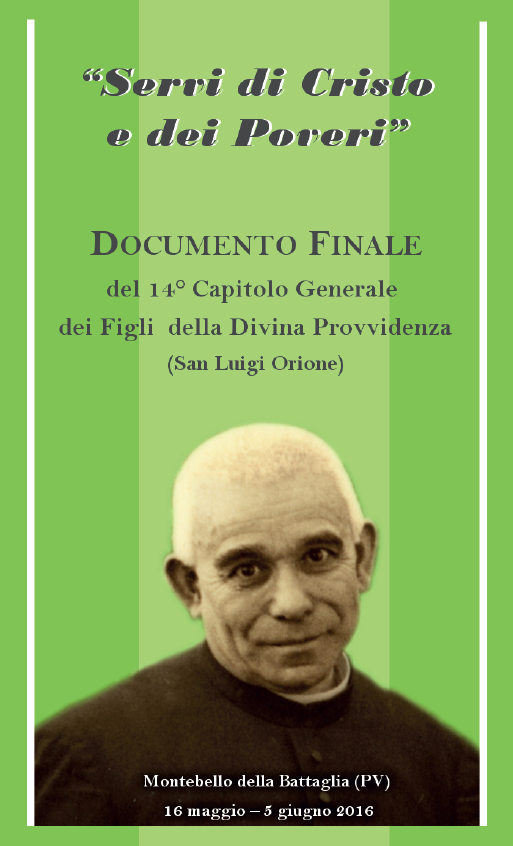 “Servi di Cristo
e dei Poveri”
DOCUMENTO FINALE
del 14° Capitolo Generale
dei Figli della Divina Provvidenza
(San Luigi Orione)
Montebello della Battaglia (PV)
16 maggio – 5 giugno 2016